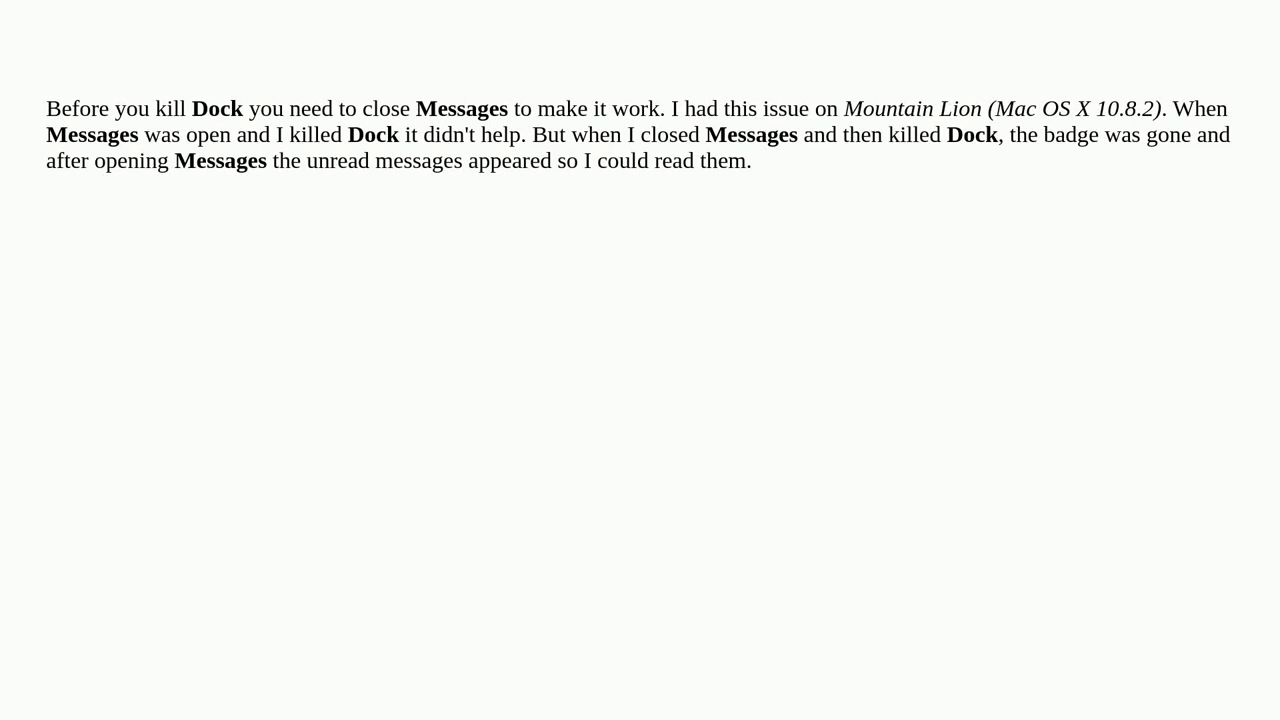 Before you kill Dock you need to close Messages to make it work. I had this issue on Mountain Lion (Mac OS X 10.8.2). When
Messages was open and I killed Dock it didn't help. But when I closed Messages and then killed Dock, the badge was gone and
after opening Messages the unread messages appeared so I could read them.